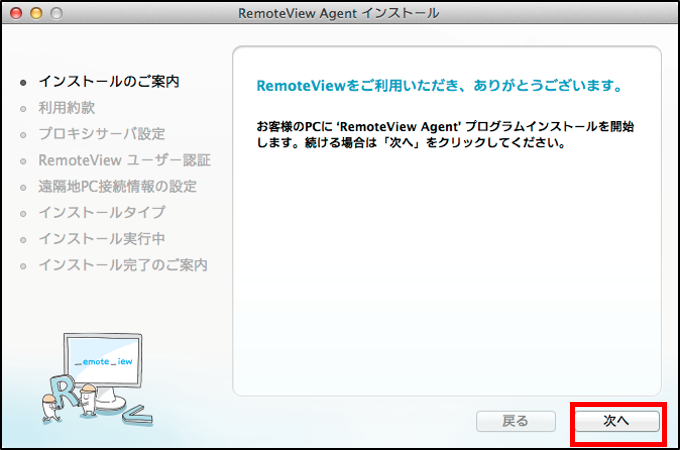 RemoteView Agent インストール
インストールのご案内
利用約款
プロキシサーバ設定
RemoteView ユーザー認証
遠隔地PC接続情報の設定
インストールタイプ
インストール実行中
インストール完了のご案内
RemoteViewをご利用いただき、ありがとうございます。
お客様のPCに ‘RemoteView Agent’ プログラムインストールを開始
します。続ける場合は「次へ」をクリックしてください。
_emote_iew
R
V
戻る
次へ